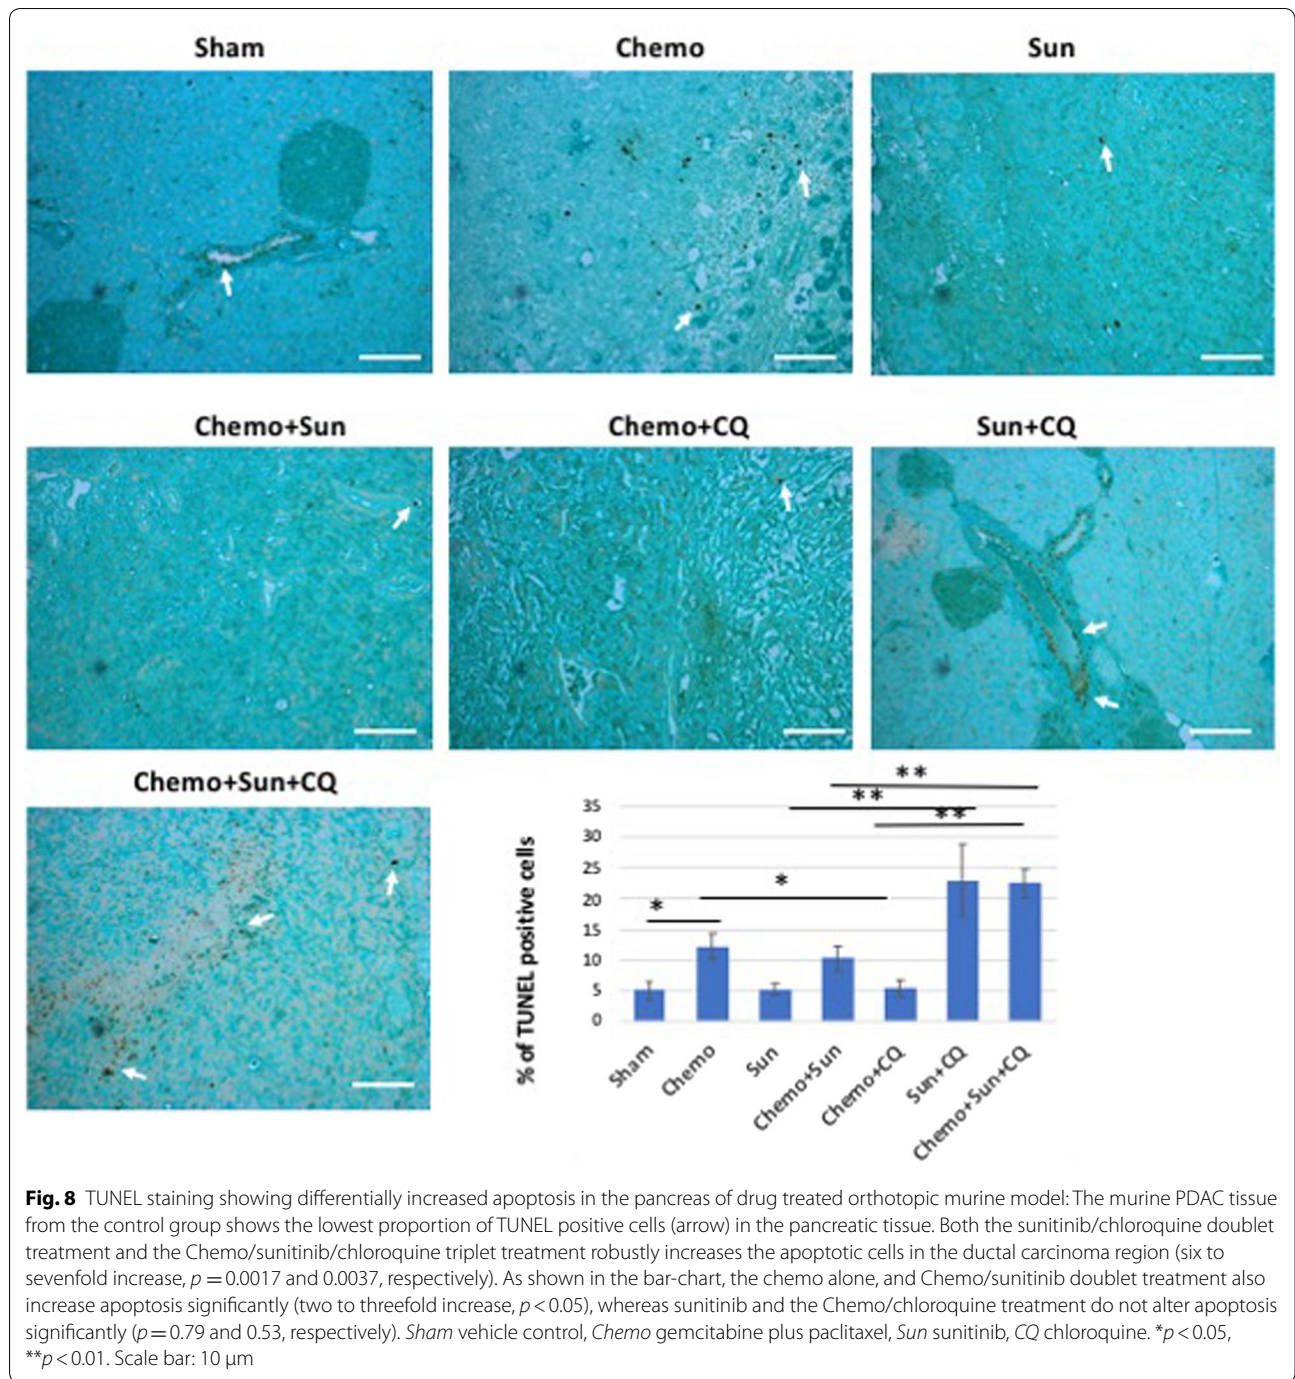 Sham
Chemo
Sun
Chemo+Sun
Chemo+CQ
Sun+CQ
Chemo+Sun+CQ
% of TUNEL positive cells
35
30
25
20
15
10
5
0
**
**
**
*
*
Sham
Chemo
Sun
Chemo+Sun
Chemo+CQ
Sun+CQ
Chemo+Sun+CQ
Fig. 8 TUNEL staining showing differentially increased apoptosis in the pancreas of drug treated orthotopic murine model: The murine PDAC tissue
from the control group shows the lowest proportion of TUNEL positive cells (arrow) in the pancreatic tissue. Both the sunitinib/chloroquine doublet
treatment and the Chemo/sunitinib/chloroquine triplet treatment robustly increases the apoptotic cells in the ductal carcinoma region (six to
sevenfold increase, p = 0.0017 and 0.0037, respectively). As shown in the bar-chart, the chemo alone, and Chemo/sunitinib doublet treatment also
increase apoptosis significantly (two to threefold increase, p < 0.05), whereas sunitinib and the Chemo/chloroquine treatment do not alter apoptosis
significantly (p = 0.79 and 0.53, respectively). Sham vehicle control, Chemo gemcitabine plus paclitaxel, Sun sunitinib, CQ chloroquine. *p < 0.05,
**p < 0.01. Scale bar: 10 µm